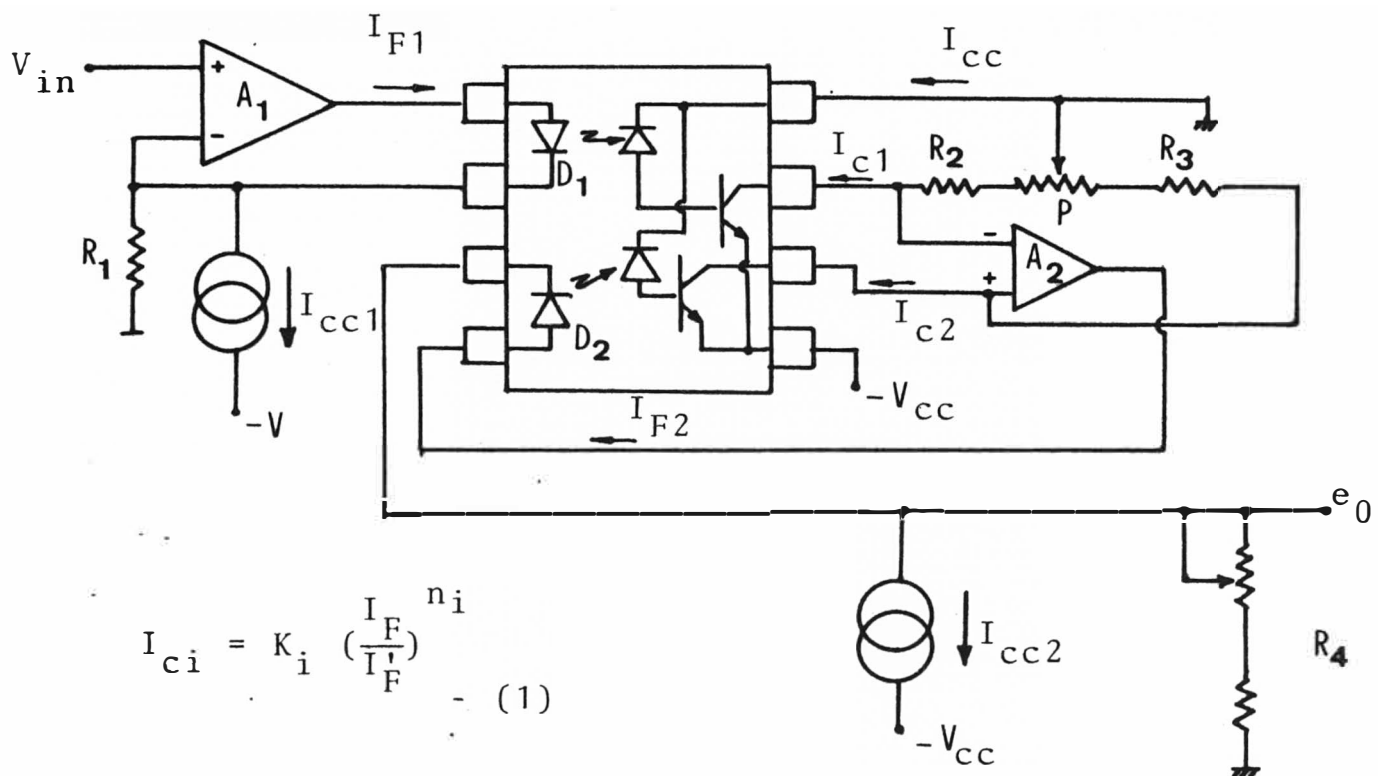 I_F1
I_cc
V_in
+
A_1
-
D_1
I_c1
R_2
R_3
P
R_1
I_cc1
-
A_2
+
I_c2
D_2
-V
-V_cc
I_F2
e_0
I_ci = K_i (I_F/I'_F)^n_i - (1)
I_cc2
R_4
-V_cc